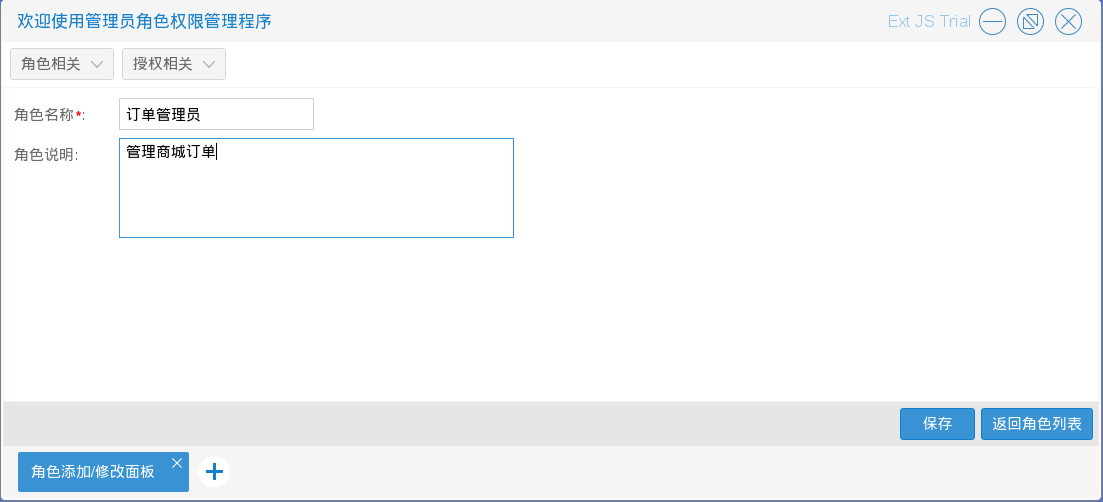 欢迎使用管理员角色权限管理程序
Ext JS Trial
角色相关 授权相关
角色名称*: 订单管理员
角色说明: 管理商城订单
保存 返回角色列表
角色添加/修改面板